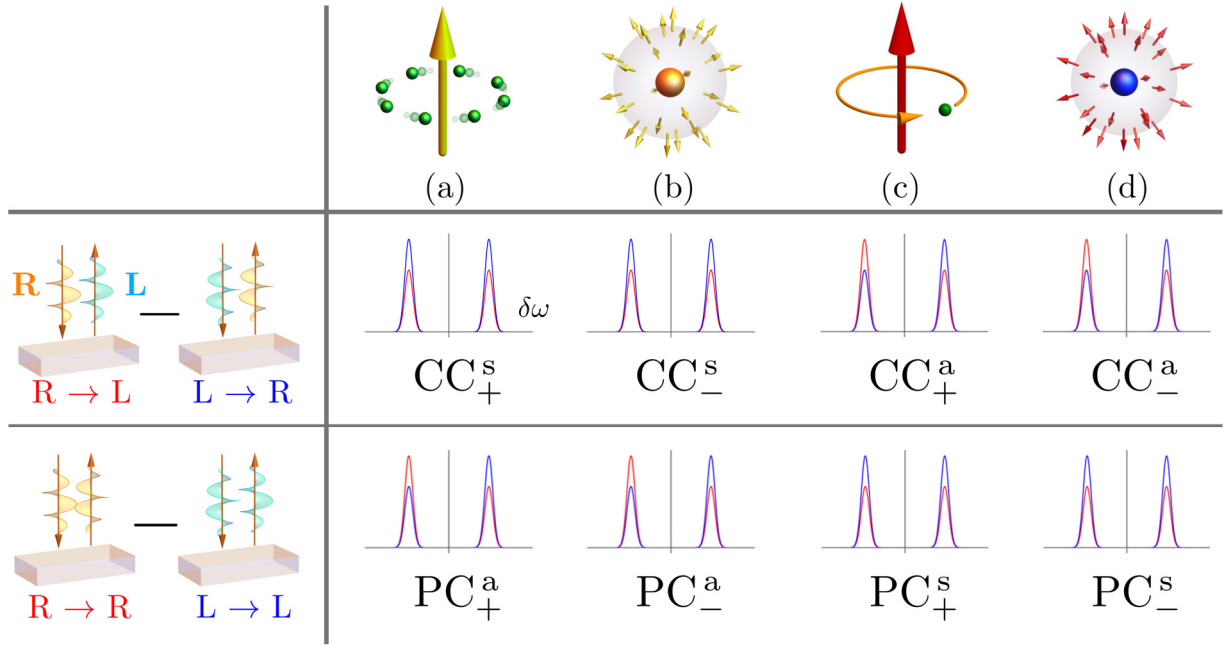 (a) (b) (c) (d)
R L
δω
CC^s_+ CC^s_- CC^a_+ CC^a_-
R → L L → R
PC^a_+ PC^a_- PC^s_+ PC^s_-
R → R L → L